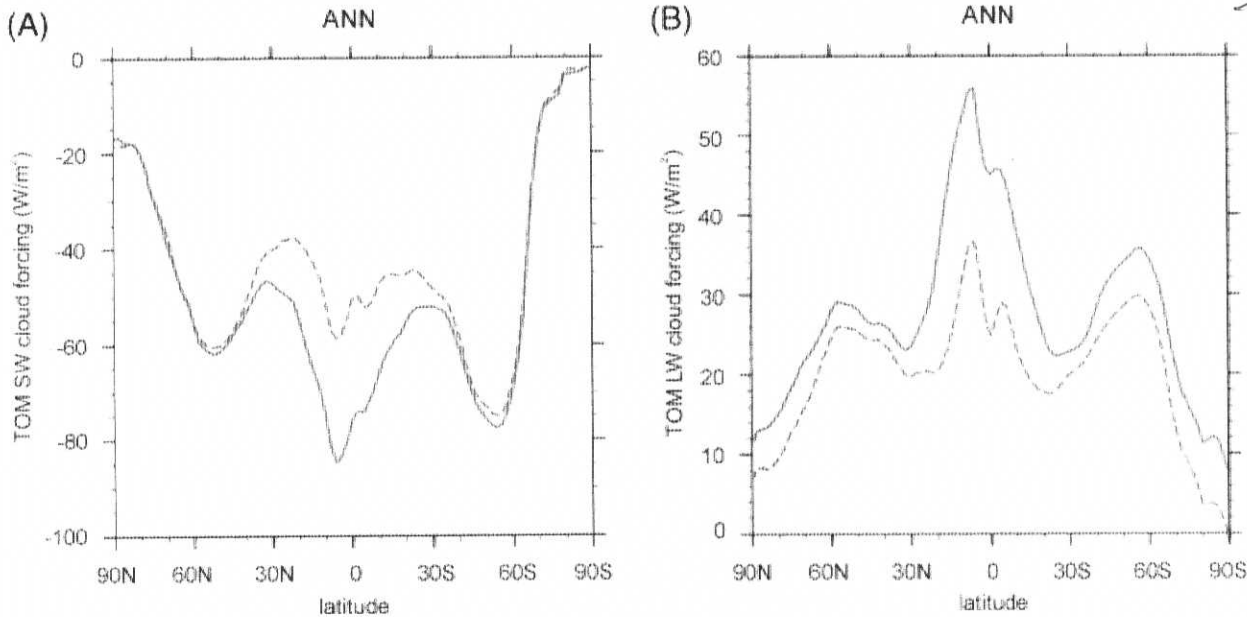 (A)
ANN
TOM SW cloud forcing (W/m²)
0
-20
-40
-60
-80
-100
90N 60N 30N 0 30S 60S 90S
latitude
(B)
ANN
TOM LW cloud forcing (W/m²)
60
50
40
30
20
10
0
90N 60N 30N 0 30S 60S 90S
latitude